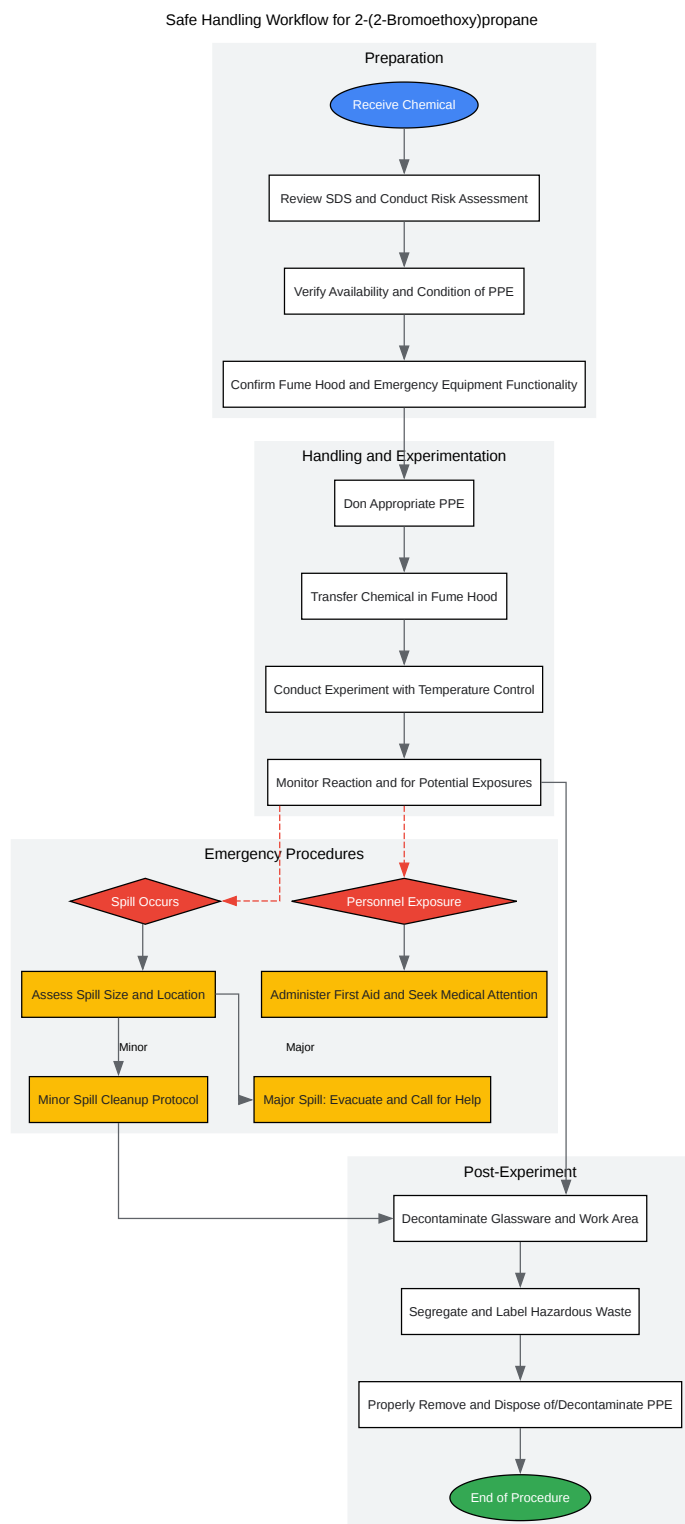 Safe Handling Workflow for 2-(2-Bromoethoxy)propane
Preparation
Receive Chemical
Review SDS and Conduct Risk Assessment
Verify Availability and Condition of PPE
Confirm Fume Hood and Emergency Equipment Functionality
Handling and Experimentation
Don Appropriate PPE
Transfer Chemical in Fume Hood
Conduct Experiment with Temperature Control
Monitor Reaction and for Potential Exposures
Emergency Procedures
Spill Occurs
Personnel Exposure
Assess Spill Size and Location
Administer First Aid and Seek Medical Attention
Minor
Major
Minor Spill Cleanup Protocol
Major Spill: Evacuate and Call for Help
Post-Experiment
Decontaminate Glassware and Work Area
Segregate and Label Hazardous Waste
Properly Remove and Dispose of/Decontaminate PPE
End of Procedure